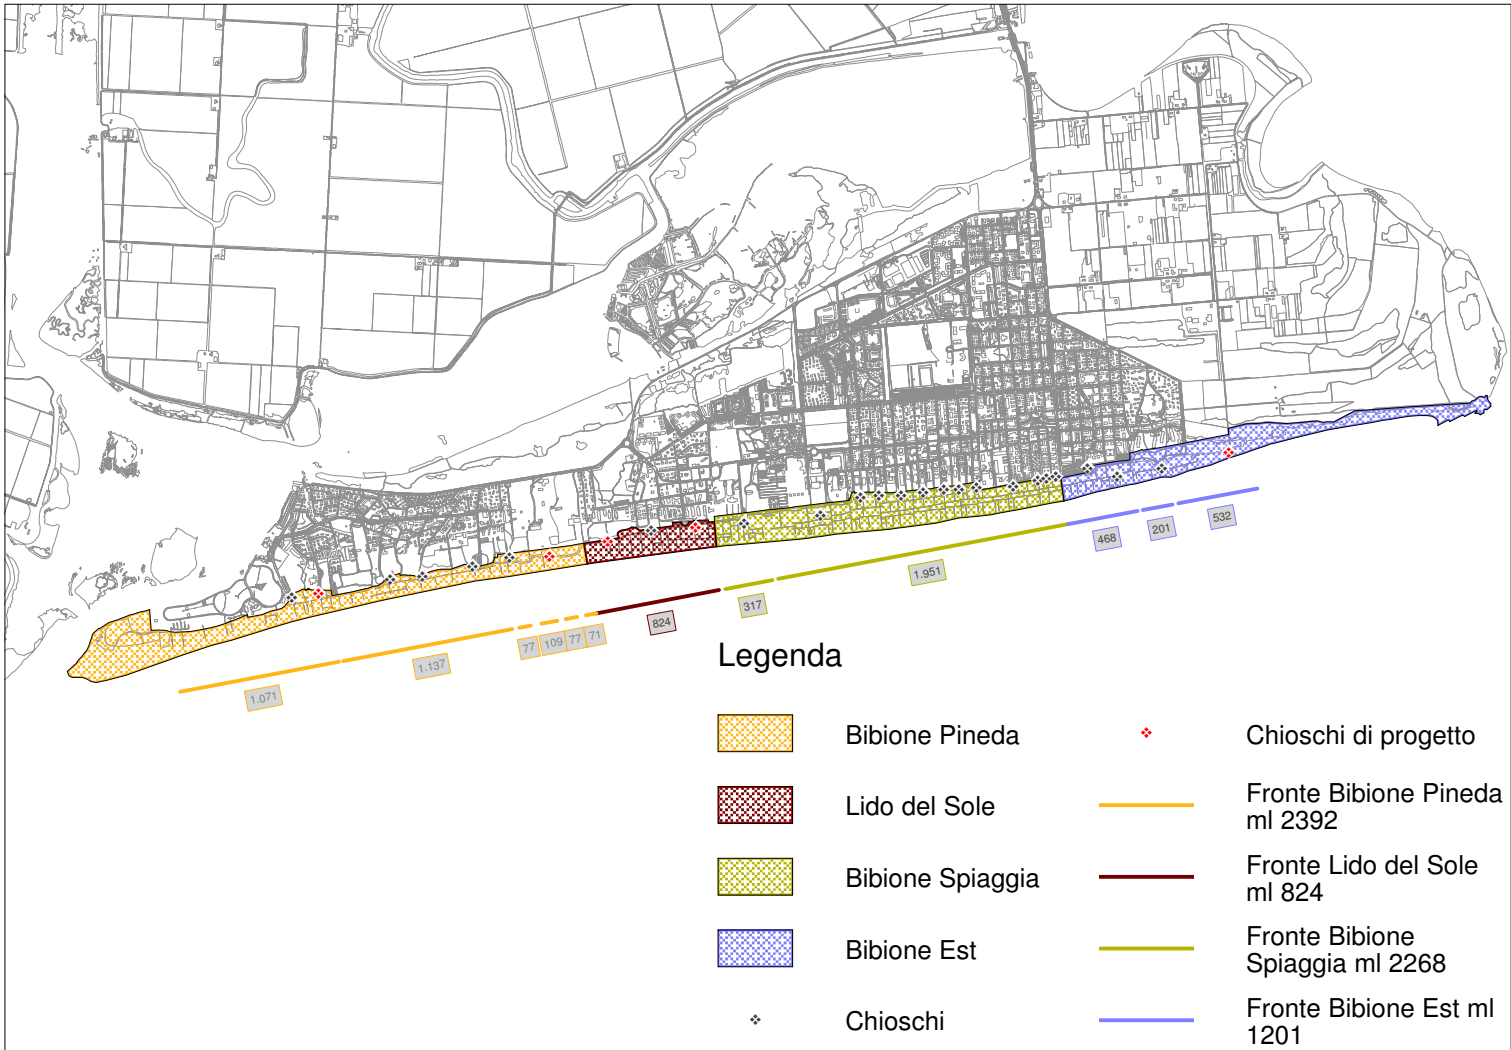 468
201
532
1.951
317
824
77
109
77
71
1.137
1.071
Legenda
Bibione Pineda
Lido del Sole
Bibione Spiaggia
Bibione Est
Chioschi
Chioschi di progetto
Fronte Bibione Pineda
ml 2392
Fronte Lido del Sole
ml 824
Fronte Bibione
Spiaggia ml 2268
Fronte Bibione Est ml
1201